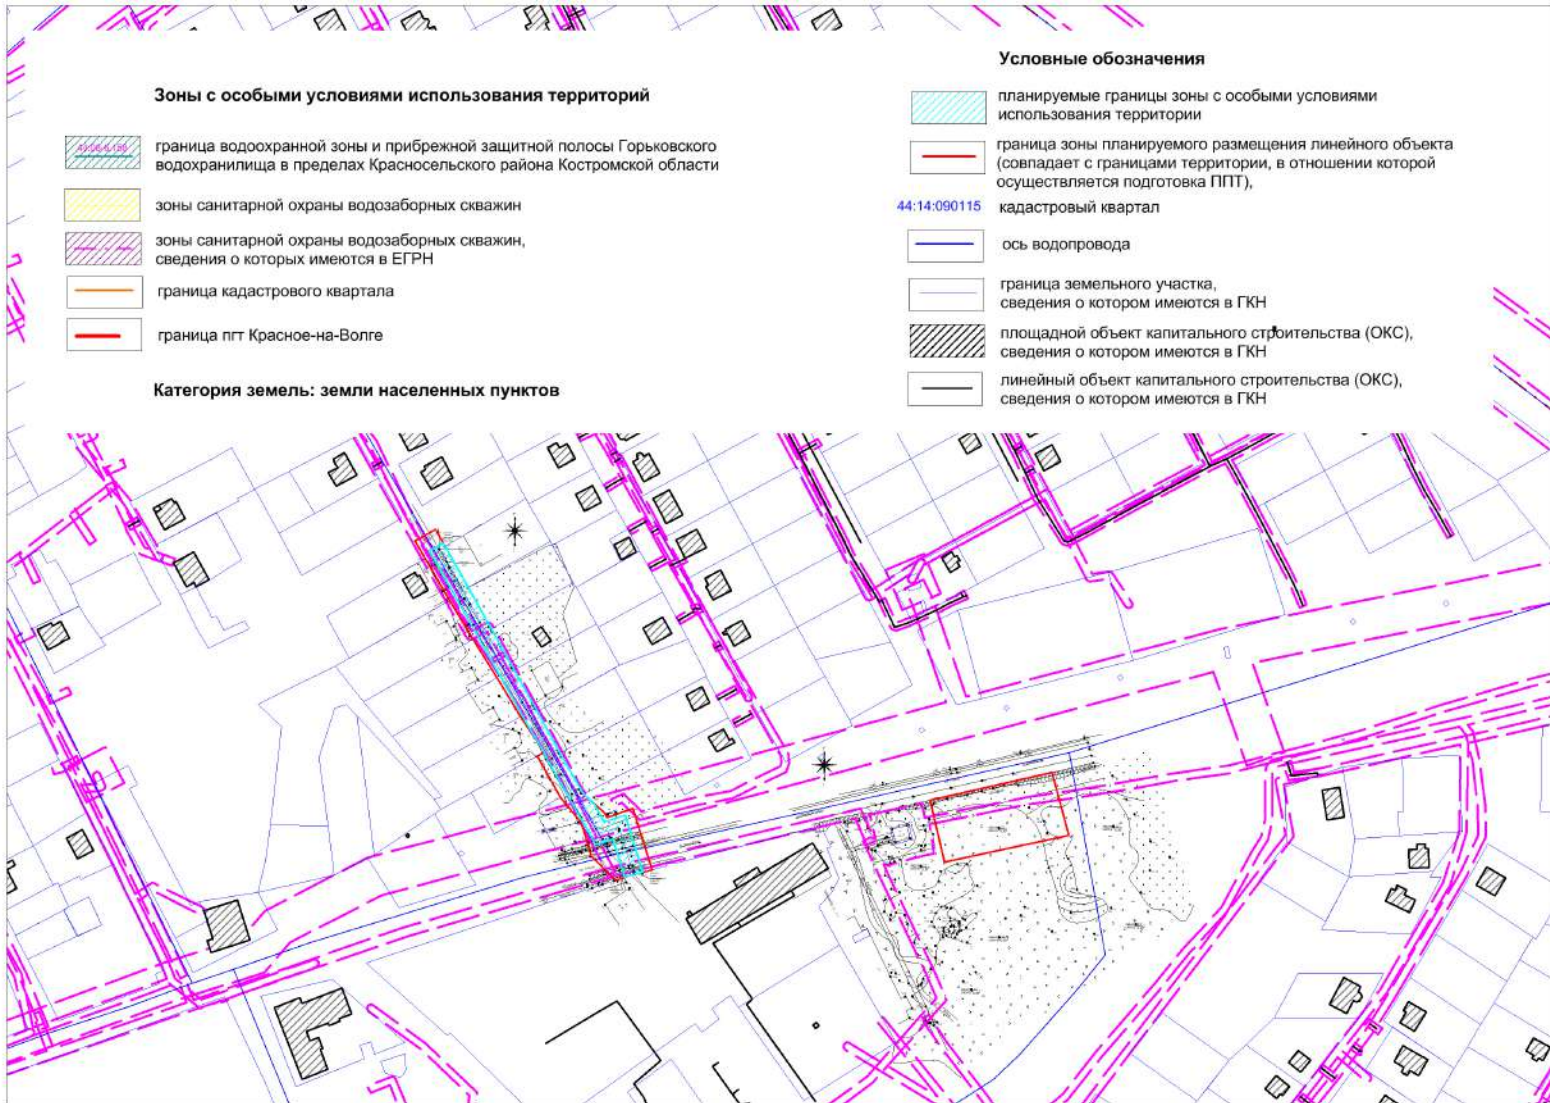 Зоны с особыми условиями использования территорий
граница водоохранной зоны и прибрежной защитной полосы Горьковского
водохранилища в пределах Красносельского района Костромской области
зоны санитарной охраны водозаборных скважин
зоны санитарной охраны водозаборных скважин,
сведения о которых имеются в ЕГРН
граница кадастрового квартала
граница пгт Красное-на-Волге
Категория земель: земли населенных пунктов
Условные обозначения
планируемые границы зоны с особыми условиями
использования территории
граница зоны планируемого размещения линейного объекта
(совпадает с границами территории, в отношении которой
осуществляется подготовка ППТ),
44:14:090115 кадастровый квартал
ось водопровода
граница земельного участка,
сведения о котором имеются в ГКН
площадной объект капитального строительства (ОКС),
сведения о котором имеются в ГКН
линейный объект капитального строительства (ОКС),
сведения о котором имеются в ГКН